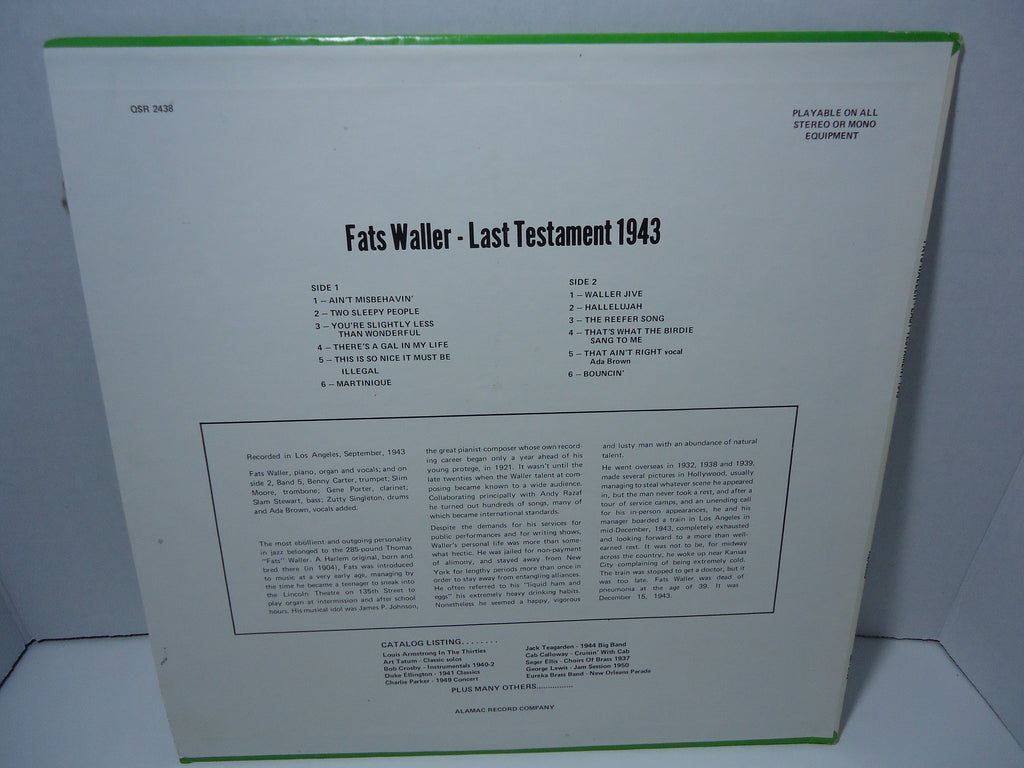 QSR 2438
PLAYABLE ON ALL
STEREO OR MONO
EQUIPMENT
Fats Waller - Last Testament 1943
SIDE 1
1 – AIN'T MISBEHAVIN'
2 – TWO SLEEPY PEOPLE
3 – YOU'RE SLIGHTLY LESS
THAN WONDERFUL
4 – THERE'S A GAL IN MY LIFE
5 – THIS IS SO NICE IT MUST BE
ILLEGAL
6 – MARTINIQUE
SIDE 2
1 – WALLER JIVE
2 – HALLELUJAH
3 – THE REEFER SONG
4 – THAT'S WHAT THE BIRDIE
SANG TO ME
5 – THAT AIN'T RIGHT vocal
Ada Brown
6 – BOUNCIN'
Recorded in Los Angeles, September, 1943
Fats Waller, piano, organ and vocals; and on
side 2, Band 5, Benny Carter, trumpet; Slim
Moore, trombone; Gene Porter, clarinet;
Slam Stewart, bass; Zutty Singleton, drums
and Ada Brown, vocals added.
The most ebullient and outgoing personality
in jazz belonged to the 285-pound Thomas
"Fats" Waller. A Harlem original, born and
bred there (in 1904), Fats was introduced
to music at a very early age, managing by
the time he became a teenager to sneak into
the Lincoln Theatre on 135th Street to
play organ at intermission and after school
hours. His musical idol was James P. Johnson,
the great pianist-composer whose own record-
ing career began only a year ahead of his
young protege, in 1921. It wasn't until the
late twenties when the Waller talent at com-
posing became known to a wide audience.
Collaborating principally with Andy Razaf
he turned out hundreds of songs, many of
which became international standards.
Despite the demands for his services for
public performances and for writing shows,
Waller's personal life was more than some-
what hectic. He was jailed for non-payment
of alimony, and stayed away from New
York for lengthy periods more than once in
order to stay away from entangling alliances.
He often referred to his "liquid ham and
eggs" his extremely heavy drinking habits.
Nonetheless he seemed a happy, vigorous
and lusty man with an abundance of natural
talent.
He went overseas in 1932, 1938 and 1939,
made several pictures in Hollywood, usually
managing to steal whatever scene he appeared
in, but the man never took a rest, and after a
tour of service camps, and an unending call
for his in-person appearances, he and his
manager boarded a train in Los Angeles in
mid-December, 1943, completely exhausted
and looking forward to a more than well-
earned rest. It was not to be, for midway
across the country, he woke up near Kansas
City complaining of being extremely cold.
The train was stopped to get a doctor, but it
was too late. Fats Waller was dead of
pneumonia at the age of 39. It was
December 15, 1943.
CATALOG LISTING........
Louis Armstrong In The Thirties
Art Tatum - Classic solos
Bob Crosby - Instrumentals 1940-2
Duke Ellington - 1941 Classics
Charlie Parker - 1949 Concert
Jack Teagarden - 1944 Big Band
Cab Calloway - Cruisin' With Cab
Seger Ellis - Choirs Of Brass 1937
George Lewis - Jam Session 1950
Eureka Brass Band - New Orleans Parade
PLUS MANY OTHERS...............
ALAMAC RECORD COMPANY